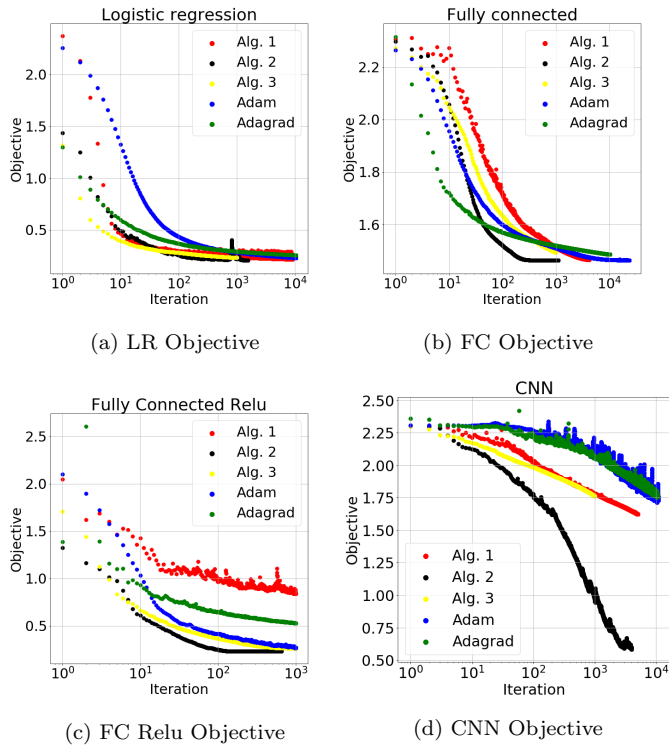 Logistic regression
2.0
1.5
1.0
0.5
Objective
Alg. 1
Alg. 2
Alg. 3
Adam
Adagrad
10^0 10^1 10^2 10^3 10^4
Iteration
(a) LR Objective
Fully connected
2.2
2.0
1.8
1.6
Objective
Alg. 1
Alg. 2
Alg. 3
Adam
Adagrad
10^0 10^1 10^2 10^3 10^4
Iteration
(b) FC Objective
Fully Connected Relu
2.5
2.0
1.5
1.0
0.5
Objective
Alg. 1
Alg. 2
Alg. 3
Adam
Adagrad
10^0 10^1 10^2 10^3
Iteration
(c) FC Relu Objective
CNN
2.50
2.25
2.00
1.75
1.50
1.25
1.00
0.75
0.50
Objective
Alg. 1
Alg. 2
Alg. 3
Adam
Adagrad
10^0 10^1 10^2 10^3 10^4
Iteration
(d) CNN Objective